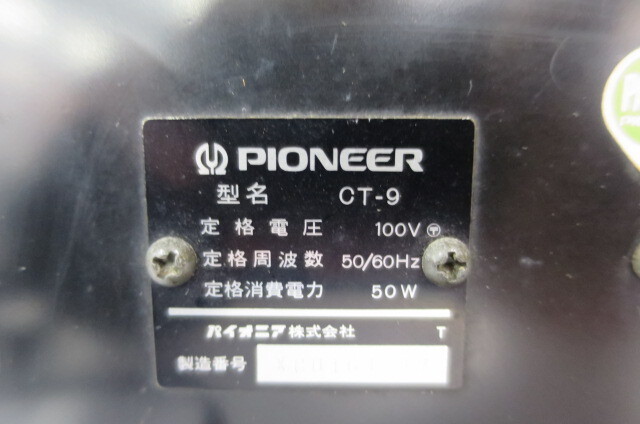 PIONEER
型名 CT-9
定格電圧 100V 〒
定格周波数 50/60Hz
定格消費電力 50W
パイオニア株式会社 T
製造番号